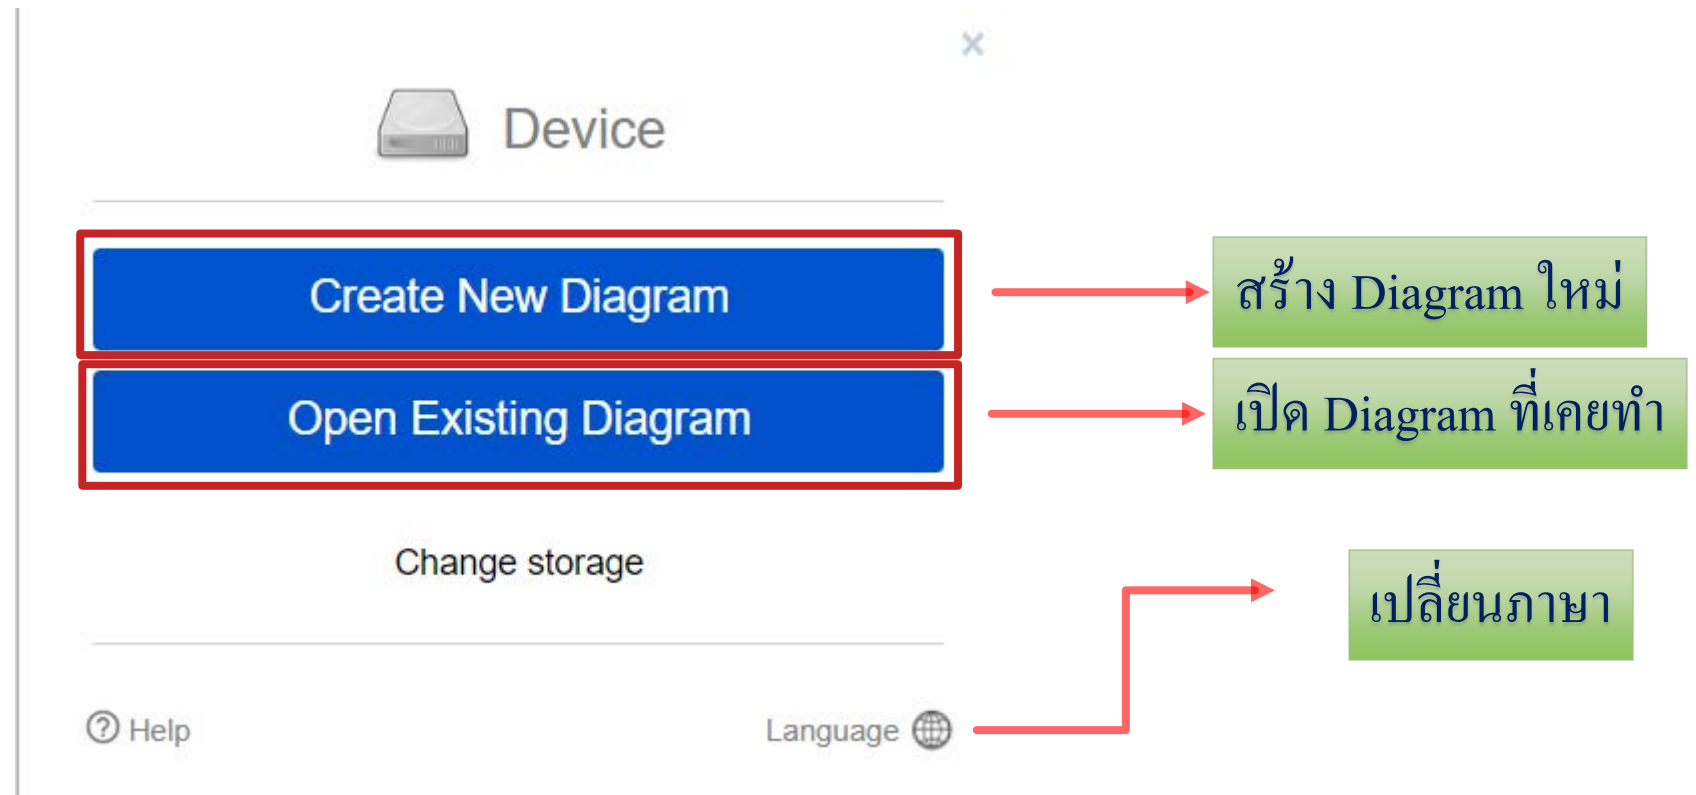 Device
Create New Diagram
สร้าง Diagram ใหม่
Open Existing Diagram
เปิด Diagram ที่เคยทำ
Change storage
เปลี่ยนภาษา
Help
Language